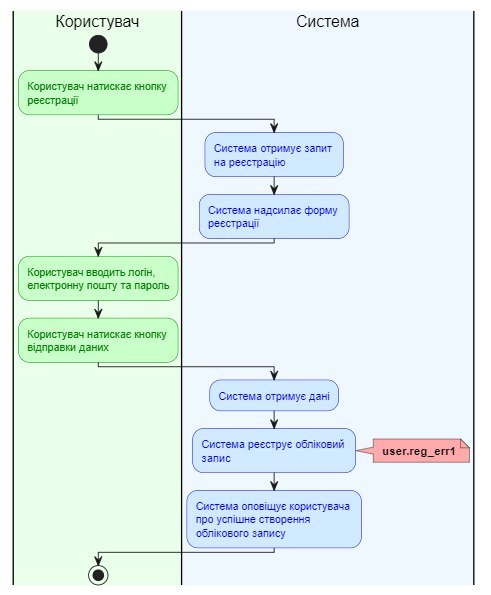 Користувач
Система
Користувач натискає кнопку
реєстрації
Система отримує запит
на реєстрацію
Система надсилає форму
реєстрації
Користувач вводить логін,
електронну пошту та пароль
Користувач натискає кнопку
відправки даних
Система отримує дані
Система реєструє обліковий
запис
user.reg_err1
Система оповіщує користувача
про успішне створення
облікового запису